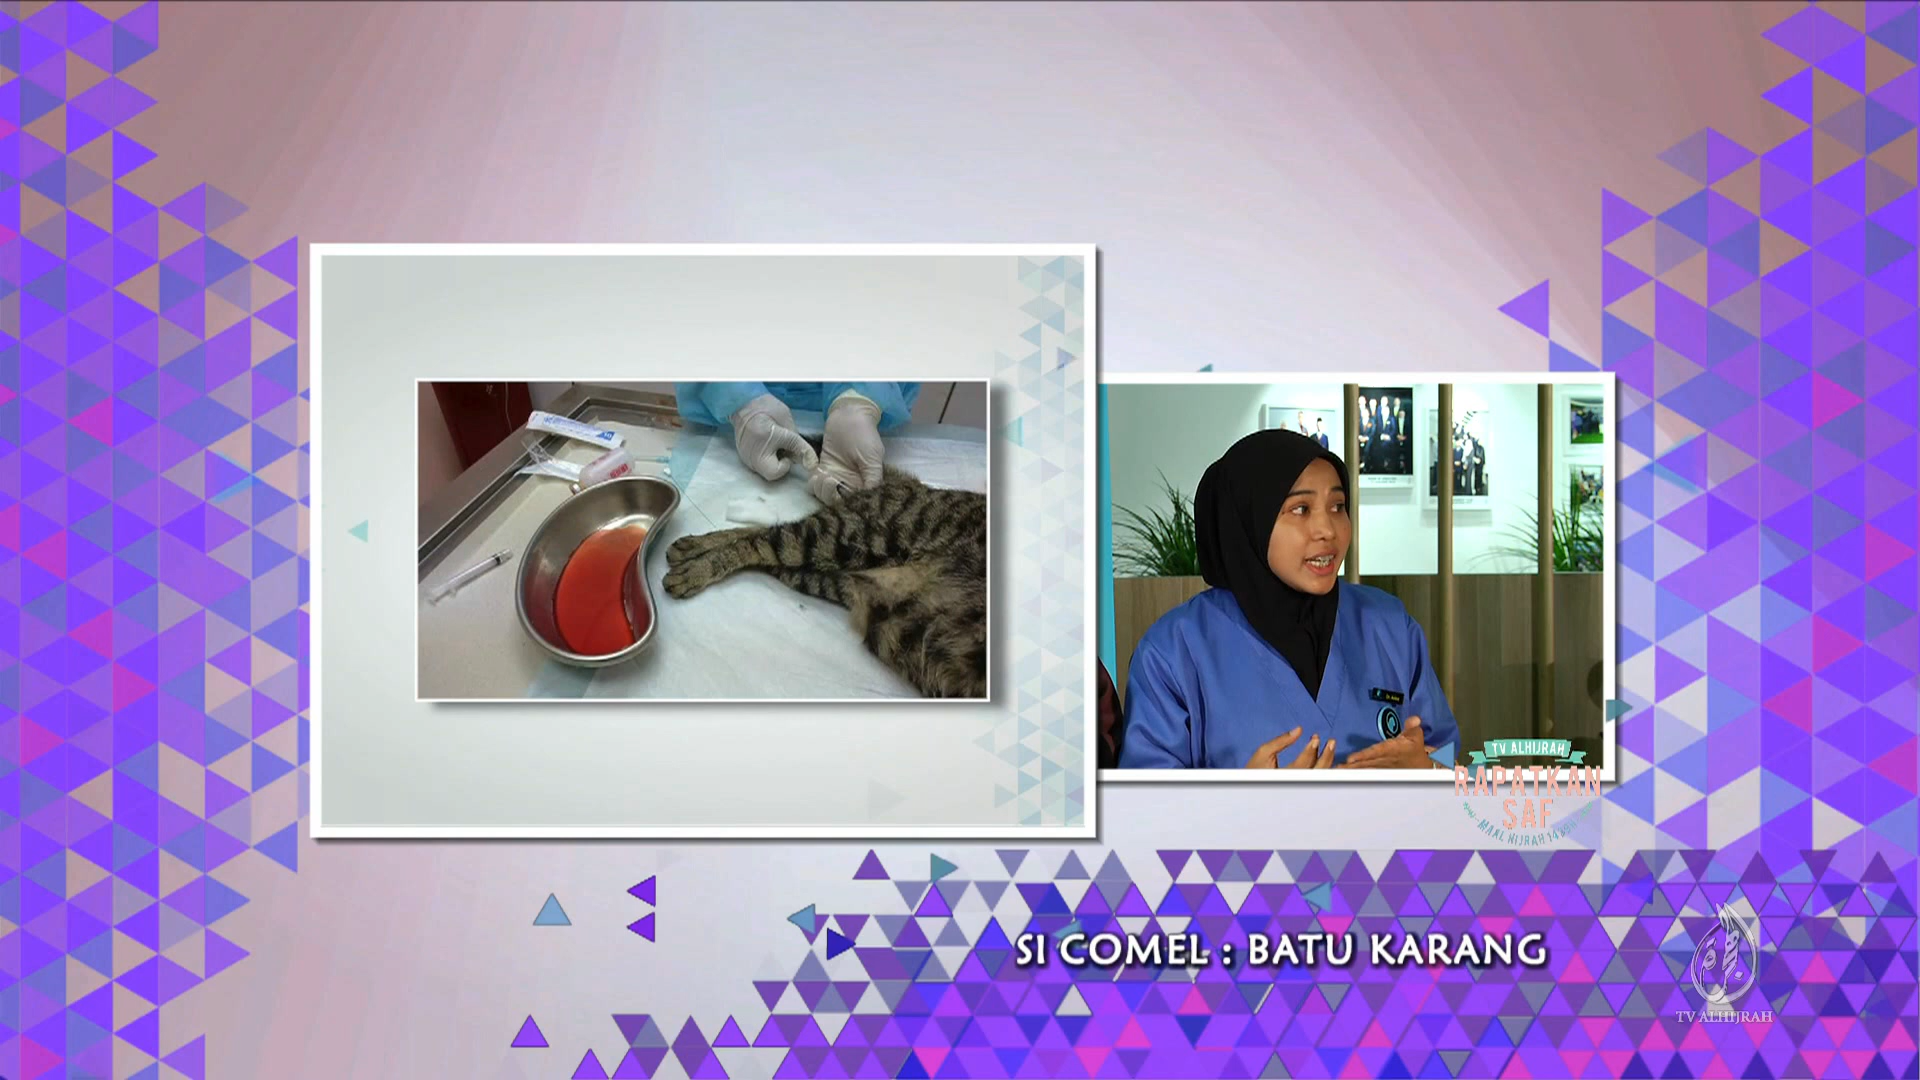 TV ALHIJRAH
RAPATKAN
SAF
SI COMEL : BATU KARANG
TV ALHIJRAH